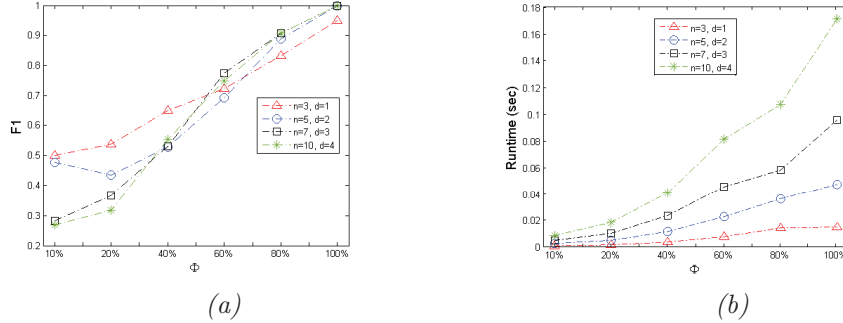 1
0.9
0.8
0.7
0.6
0.5
0.4
0.3
0.2
F1
n=3, d=1
n=5, d=2
n=7, d=3
n=10, d=4
10% 20% 40% 60% 80% 100%
Φ
(a)
0.18
0.16
0.14
0.12
0.1
0.08
0.06
0.04
0.02
0
Runtime (sec)
n=3, d=1
n=5, d=2
n=7, d=3
n=10, d=4
10% 20% 40% 60% 80% 100%
Φ
(b)